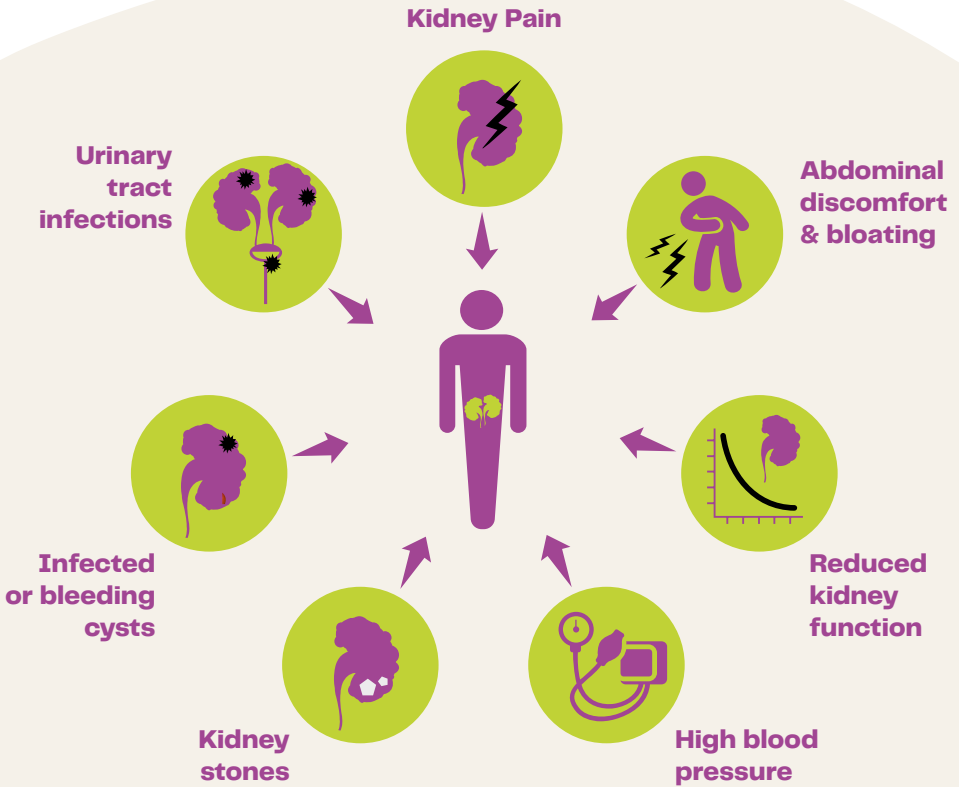 Kidney Pain
Urinary
tract
infections
Abdominal
discomfort
& bloating
Infected
or bleeding
cysts
Reduced
kidney
function
Kidney
stones
High blood
pressure